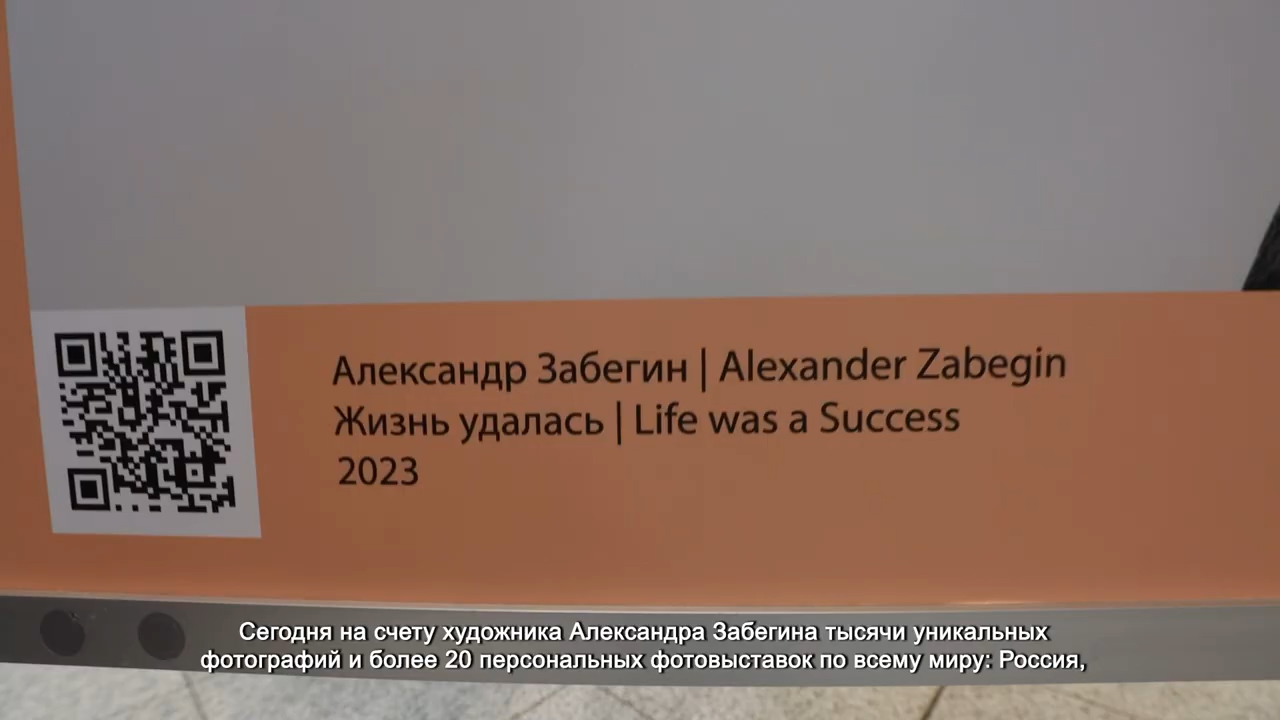 Александр Забегин | Alexander Zabegin
Жизнь удалась | Life was a Success
2023
Сегодня на счету художника Александра Забегина тысячи уникальных
фотографий и более 20 персональных фотовыставок по всему миру: Россия,